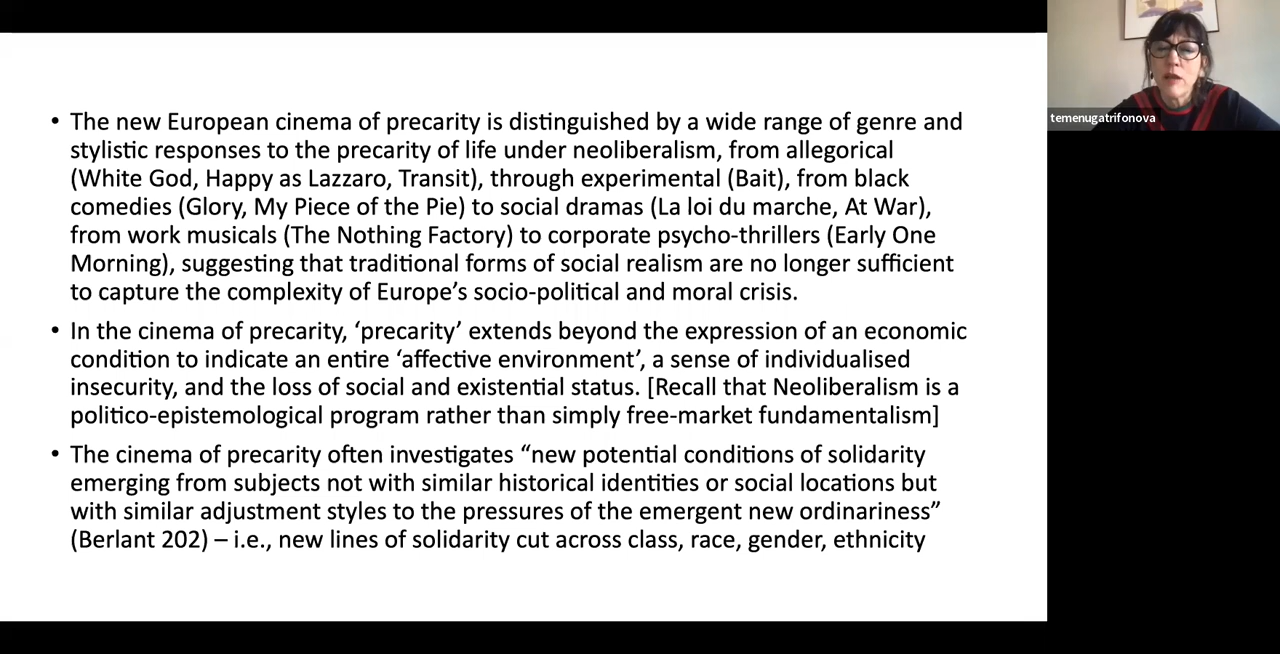 • The new European cinema of precarity is distinguished by a wide range of genre and
stylistic responses to the precarity of life under neoliberalism, from allegorical
(White God, Happy as Lazzaro, Transit), through experimental (Bait), from black
comedies (Glory, My Piece of the Pie) to social dramas (La loi du marche, At War),
from work musicals (The Nothing Factory) to corporate psycho-thrillers (Early One
Morning), suggesting that traditional forms of social realism are no longer sufficient
to capture the complexity of Europe’s socio-political and moral crisis.
• In the cinema of precarity, ‘precarity’ extends beyond the expression of an economic
condition to indicate an entire ‘affective environment’, a sense of individualised
insecurity, and the loss of social and existential status. [Recall that Neoliberalism is a
politico-epistemological program rather than simply free-market fundamentalism]
• The cinema of precarity often investigates “new potential conditions of solidarity
emerging from subjects not with similar historical identities or social locations but
with similar adjustment styles to the pressures of the emergent new ordinariness”
(Berlant 202) – i.e., new lines of solidarity cut across class, race, gender, ethnicity
temenugatrifonova